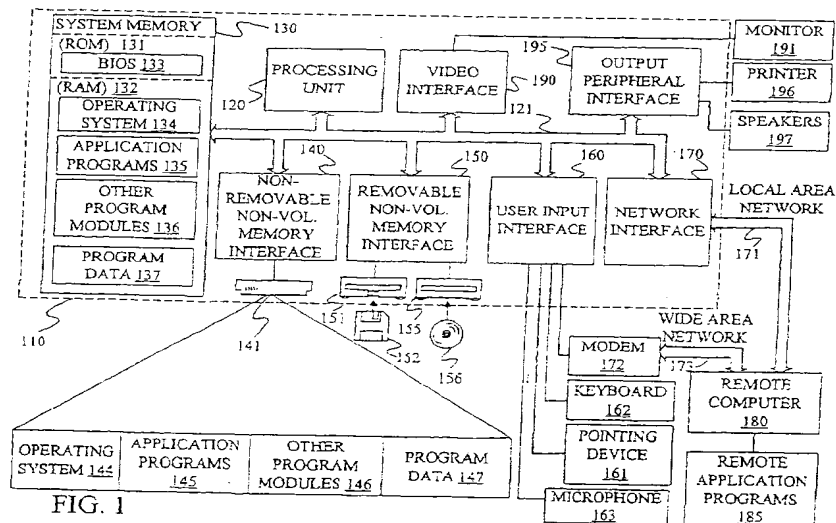 SYSTEM MEMORY
130
(ROM) 131
BIOS 133
(RAM) 132
OPERATING
SYSTEM 134
APPLICATION
PROGRAMS 135
OTHER
PROGRAM
MODULES 136
PROGRAM
DATA 137
110
120
PROCESSING
UNIT
VIDEO
INTERFACE
190
195
OUTPUT
PERIPHERAL
INTERFACE
121
MONITOR
191
PRINTER
196
SPEAKERS
197
140
NON-
REMOVABLE
NON-VOL.
MEMORY
INTERFACE
150
REMOVABLE
NON-VOL.
MEMORY
INTERFACE
160
USER INPUT
INTERFACE
170
NETWORK
INTERFACE
LOCAL AREA
NETWORK
171
141
151
152
155
156
WIDE AREA
NETWORK
173
MODEM
172
KEYBOARD
162
POINTING
DEVICE
161
MICROPHONE
163
REMOTE
COMPUTER
180
REMOTE
APPLICATION
PROGRAMS
185
OPERATING
SYSTEM 144
APPLICATION
PROGRAMS
145
OTHER
PROGRAM
MODULES 146
PROGRAM
DATA 147
FIG. 1